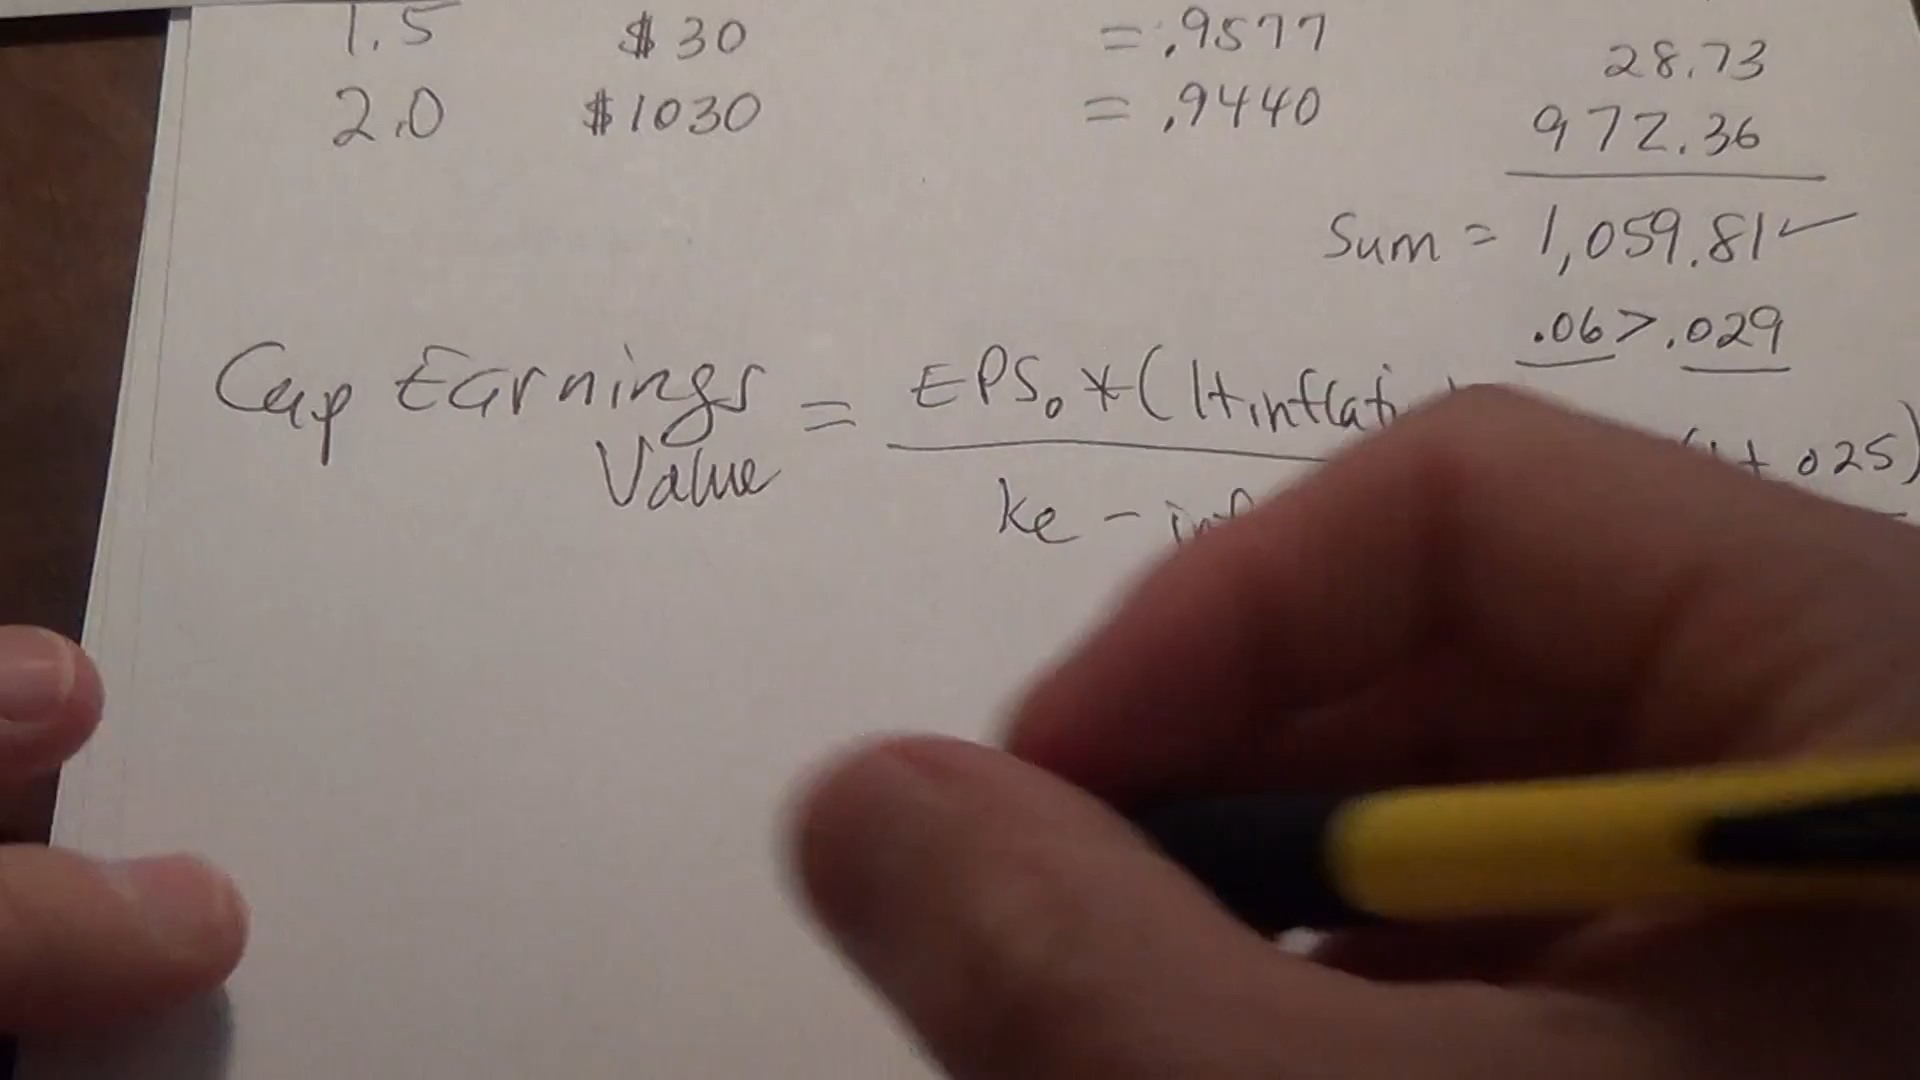 1.5 $30 = .9577 28.73
2.0 $1030 = .9440 972.36
Sum = 1,059.81 ✓
.06 > .029
Cap Earnings = EPS₀ * (1+inflati
Value ke - inf
025)